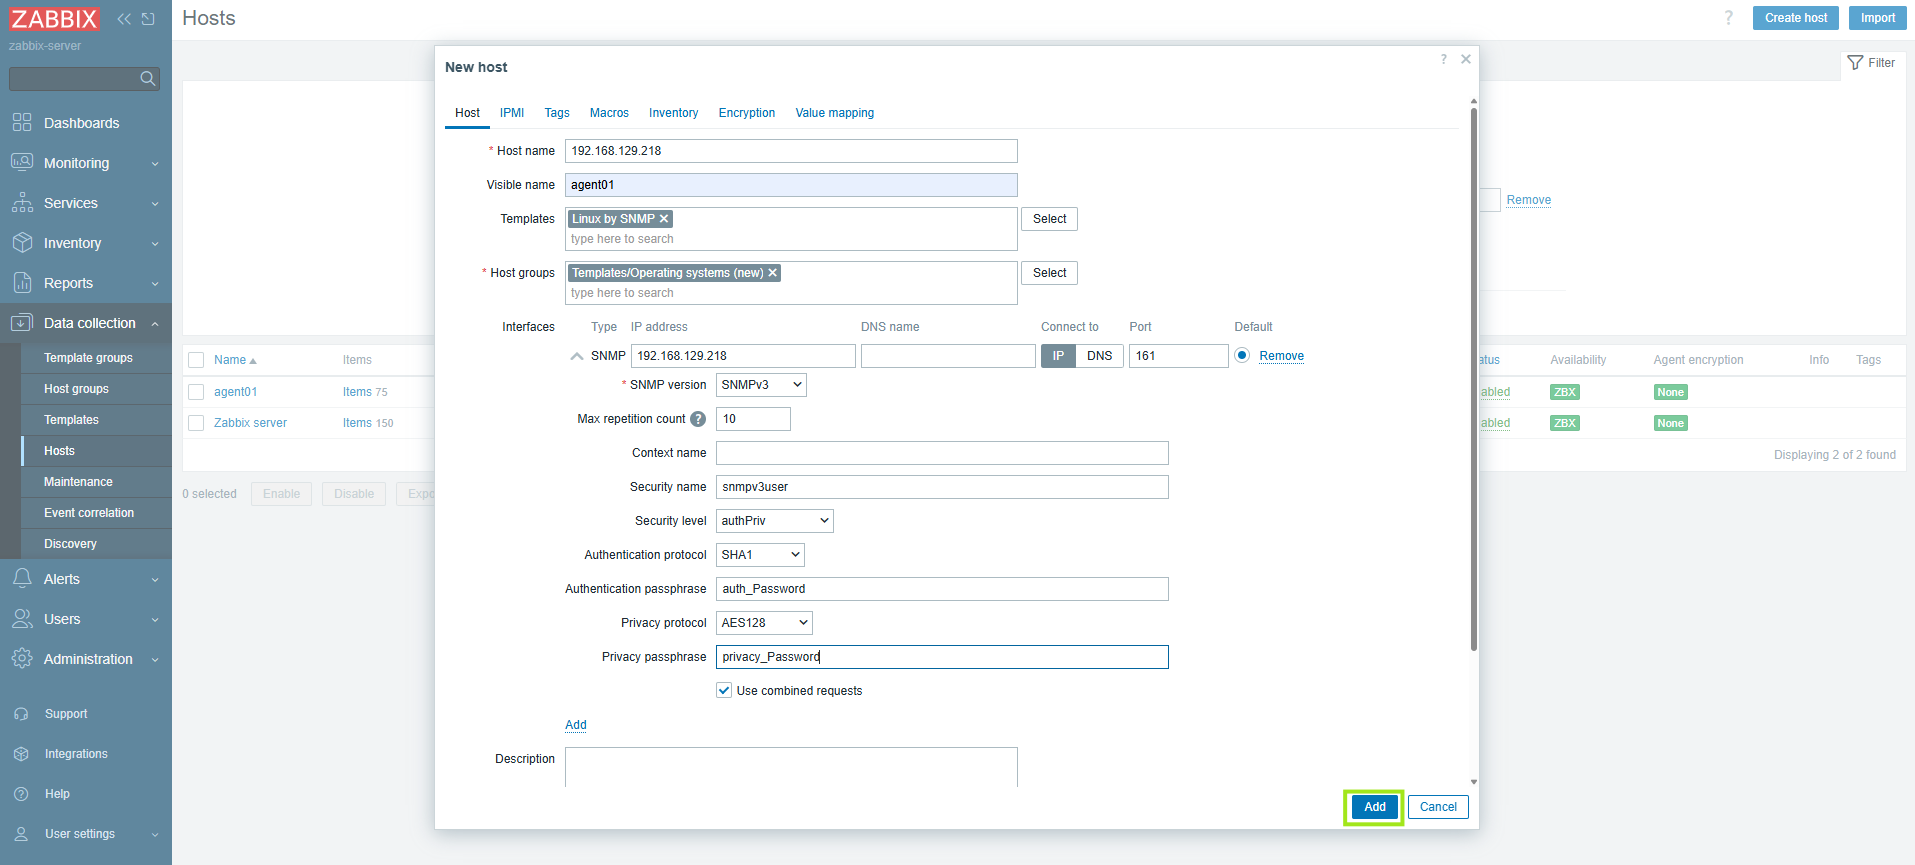 ZABBIX
zabbix-server
Dashboards
Monitoring
Services
Inventory
Reports
Data collection
Template groups
Host groups
Templates
Hosts
Maintenance
Event correlation
Discovery
Alerts
Users
Administration
Support
Integrations
Help
User settings
Hosts
? Create host Import
Filter
Remove
Name Items
agent01 Items 75
Zabbix server Items 150
0 selected Enable Disable Expo
atus Availability Agent encryption Info Tags
abled ZBX None
abled ZBX None
Displaying 2 of 2 found
New host
?
Host IPMI Tags Macros Inventory Encryption Value mapping
* Host name 192.168.129.218
Visible name agent01
Templates Linux by SNMP Select
type here to search
* Host groups Templates/Operating systems (new) Select
type here to search
Interfaces Type IP address DNS name Connect to Port Default
SNMP 192.168.129.218 IP DNS 161 Remove
* SNMP version SNMPv3
Max repetition count ? 10
Context name
Security name snmpv3user
Security level authPriv
Authentication protocol SHA1
Authentication passphrase auth_Password
Privacy protocol AES128
Privacy passphrase privacy_Password
Use combined requests
Add
Description
Add Cancel